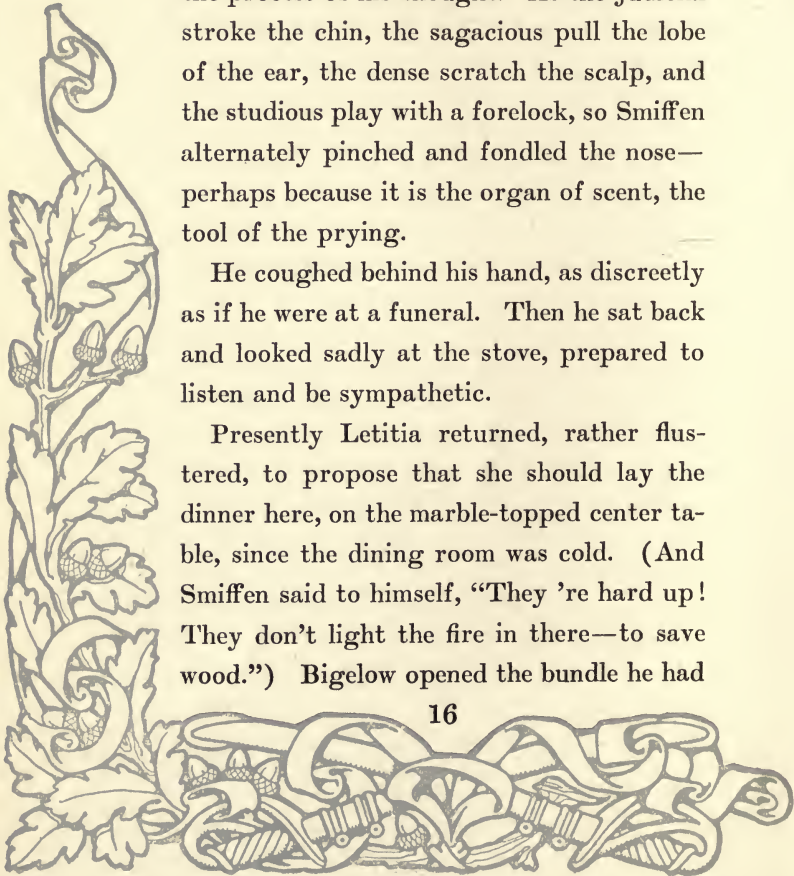 stroke the chin, the sagacious pull the lobe
of the ear, the dense scratch the scalp, and
the studious play with a forelock, so Smiffen
alternately pinched and fondled the nose—
perhaps because it is the organ of scent, the
tool of the prying.
He coughed behind his hand, as discreetly
as if he were at a funeral. Then he sat back
and looked sadly at the stove, prepared to
listen and be sympathetic.
Presently Letitia returned, rather flus-
tered, to propose that she should lay the
dinner here, on the marble-topped center ta-
ble, since the dining room was cold. (And
Smiffen said to himself, “They ’re hard up!
They don’t light the fire in there—to save
wood.”) Bigelow opened the bundle he had
16